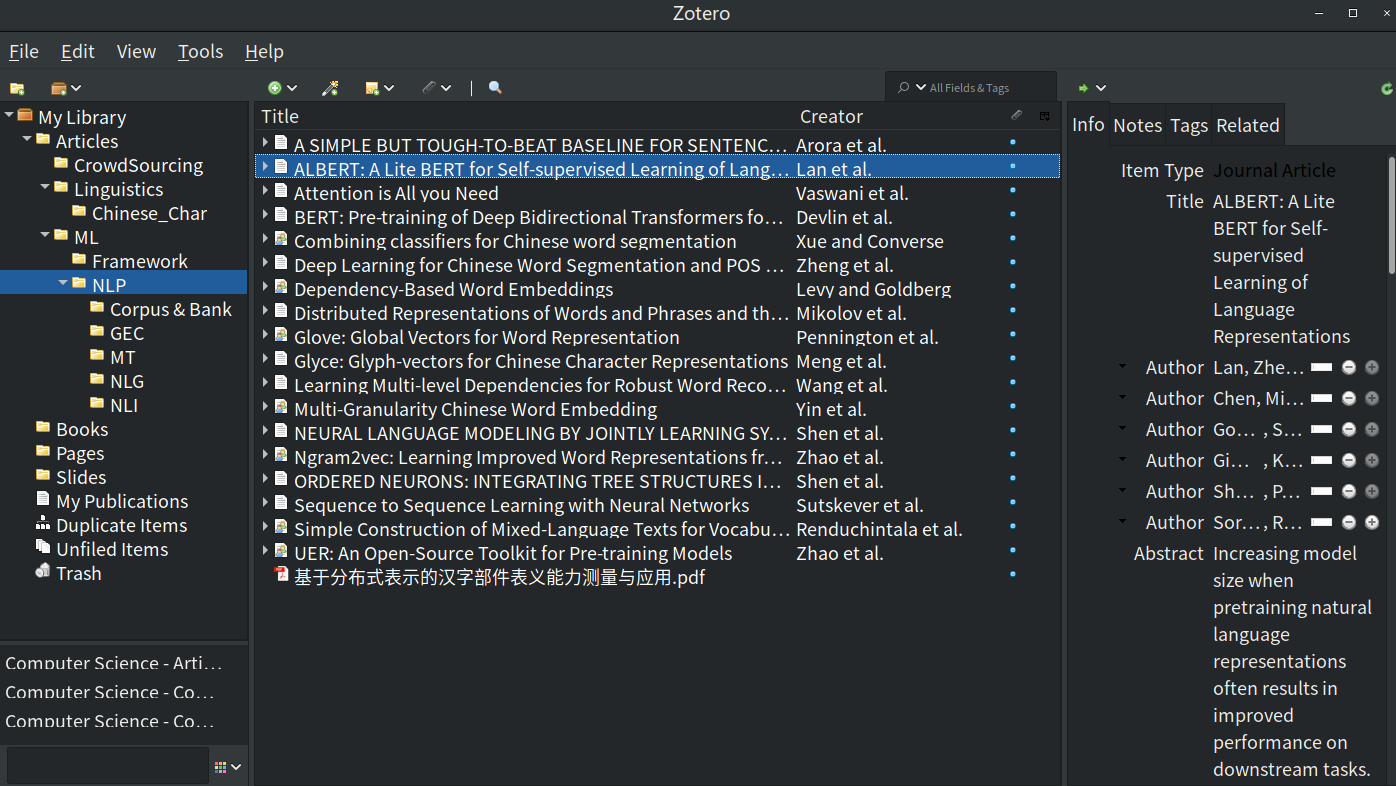 Zotero
File Edit View Tools Help
All Fields & Tags
My Library
Articles
CrowdSourcing
Linguistics
Chinese_Char
ML
Framework
NLP
Corpus & Bank
GEC
MT
NLG
NLI
Books
Pages
Slides
My Publications
Duplicate Items
Unfiled Items
Trash
Computer Science - Arti...
Computer Science - Co...
Computer Science - Co...
Title Creator
A SIMPLE BUT TOUGH-TO-BEAT BASELINE FOR SENTENC... Arora et al.
ALBERT: A Lite BERT for Self-supervised Learning of Lang... Lan et al.
Attention is All you Need Vaswani et al.
BERT: Pre-training of Deep Bidirectional Transformers fo... Devlin et al.
Combining classifiers for Chinese word segmentation Xue and Converse
Deep Learning for Chinese Word Segmentation and POS ... Zheng et al.
Dependency-Based Word Embeddings Levy and Goldberg
Distributed Representations of Words and Phrases and th... Mikolov et al.
Glove: Global Vectors for Word Representation Pennington et al.
Glyce: Glyph-vectors for Chinese Character Representations Meng et al.
Learning Multi-level Dependencies for Robust Word Reco... Wang et al.
Multi-Granularity Chinese Word Embedding Yin et al.
NEURAL LANGUAGE MODELING BY JOINTLY LEARNING SY... Shen et al.
Ngram2vec: Learning Improved Word Representations fr... Zhao et al.
ORDERED NEURONS: INTEGRATING TREE STRUCTURES I... Shen et al.
Sequence to Sequence Learning with Neural Networks Sutskever et al.
Simple Construction of Mixed-Language Texts for Vocabu... Renduchintala et al.
UER: An Open-Source Toolkit for Pre-training Models Zhao et al.
基于分布式表示的汉字部件表义能力测量与应用.pdf
Info Notes Tags Related
Item Type Journal Article
Title ALBERT: A Lite
BERT for Self-
supervised
Learning of
Language
Representations
Author Lan, Zhe...
Author Chen, Mi...
Author Go... , S...
Author Gi... , K...
Author Sh... , P...
Author Sor... , R...
Abstract Increasing model
size when
pretraining natural
language
representations
often results in
improved
performance on
downstream tasks.